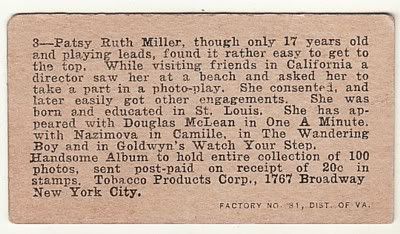 3—Patsy Ruth Miller, though only 17 years old
and playing leads, found it rather easy to get to
the top. While visiting friends in California a
director saw her at a beach and asked her to
take a part in a photo-play. She consented, and
later easily got other engagements. She was
born and educated in St. Louis. She has ap-
peared with Douglas McLean in One A Minute,
with Nazimova in Camille, in The Wandering
Boy and in Goldwyn's Watch Your Step.
Handsome Album to hold entire collection of 100
photos, sent post-paid on receipt of 20c in
stamps. Tobacco Products Corp., 1767 Broadway
New York City.
FACTORY NO. 81, DIST. OF VA.